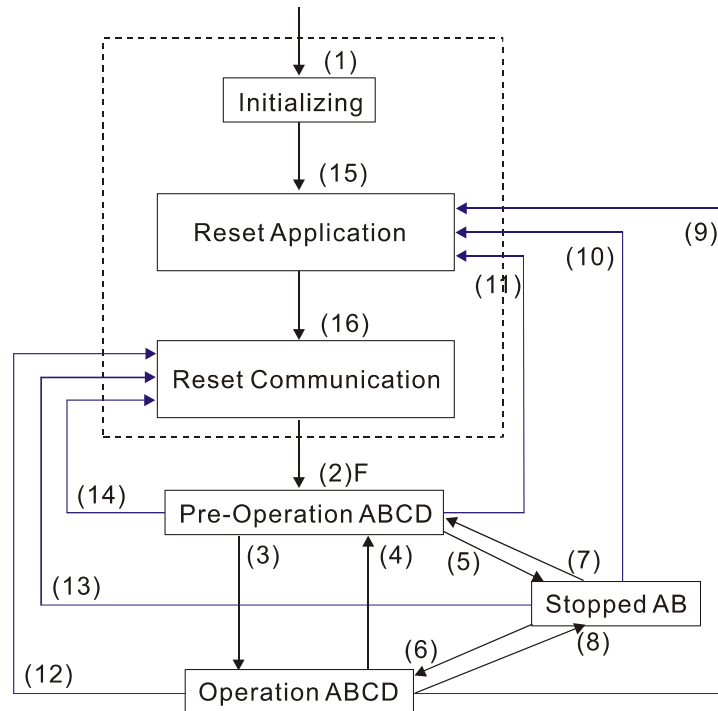 (1)
Initializing
(15)
Reset Application
(9)
(10)
(11)
(16)
Reset Communication
(2)F
(14)
Pre-Operation ABCD
(3)
(4)
(5)
(7)
(13)
Stopped AB
(6)
(8)
(12)
Operation ABCD